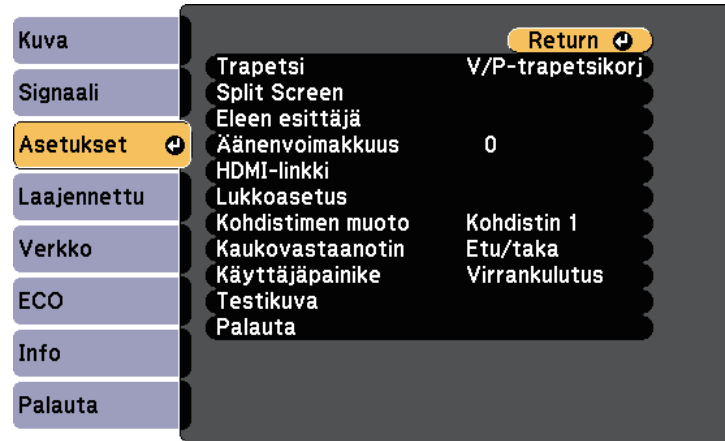 Kuva
Signaali
Asetukset
Laajennettu
Verkko
ECO
Info
Palauta
Return
Trapetsi V/P-trapetsikorj
Split Screen
Eleen esittäjä
Äänenvoimakkuus 0
HDMI-linkki
Lukkoasetus
Kohdistimen muoto Kohdistin 1
Kaukovastaanotin Etu/taka
Käyttäjäpainike Virrankulutus
Testikuva
Palauta